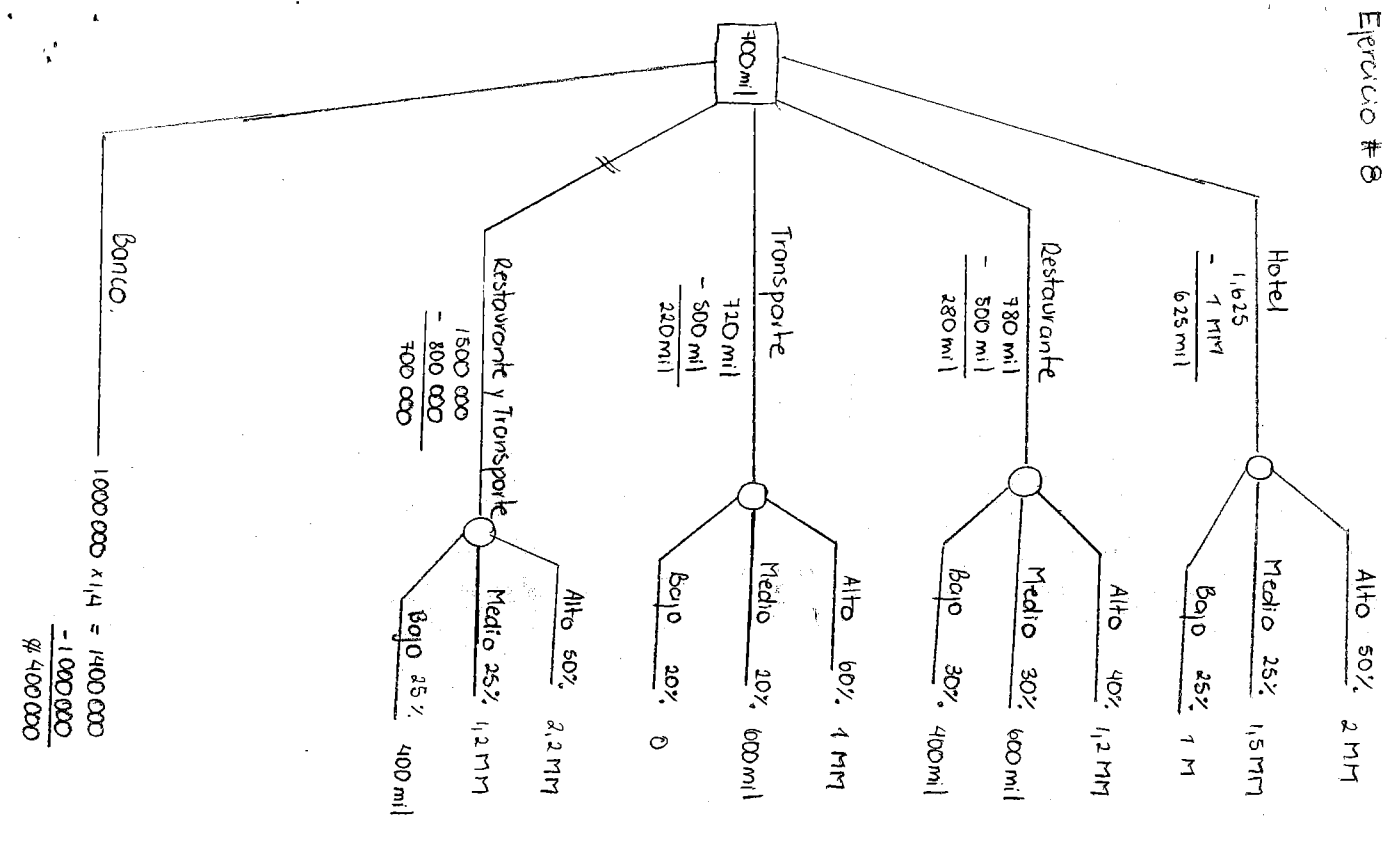 Ejercicio #8
700 mil
Hotel
1,625
- 1 MM
625 mil
Alto 50% 2 MM
Medio 25% 1,5 MM
Bajo 25% 1 M
Restaurante
780 mil
- 500 mil
280 mil
Alto 40% 1,2 MM
Medio 30% 600 mil
Bajo 30% 400 mil
Transporte
720 mil
- 500 mil
220 mil
Alto 60% 1 MM
Medio 20% 600 mil
Bajo 20% 0
Restaurante y Transporte
1500 000
- 800 000
700 000
Alto 50% 2,2 MM
Medio 25% 1,2 MM
Bajo 25% 400 mil
Banco.
1000 000 x 1,4 = 1400 000
- 1 000 000
$ 400 000